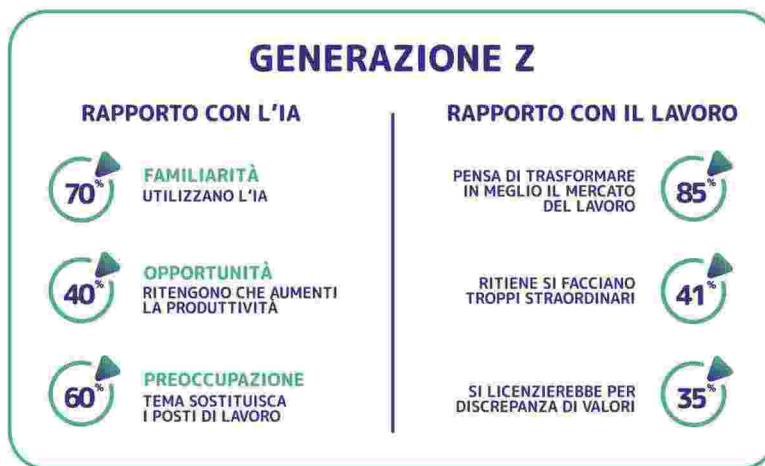 GENERAZIONE Z
RAPPORTO CON L'IA
70%
FAMILIARITÀ
UTILIZZANO L'IA
40%
OPPORTUNITÀ
RITENGONO CHE AUMENTI
LA PRODUTTIVITÀ
60%
PREOCCUPAZIONE
TEMA SOSTITUISCA
I POSTI DI LAVORO
RAPPORTO CON IL LAVORO
PENSA DI TRASFORMARE
IN MEGLIO IL MERCATO
DEL LAVORO
85%
RITIENE SI FACCIANO
TROPPI STRAORDINARI
41%
SI LICENZIEREBBE PER
DISCREPANZA DI VALORI
35%